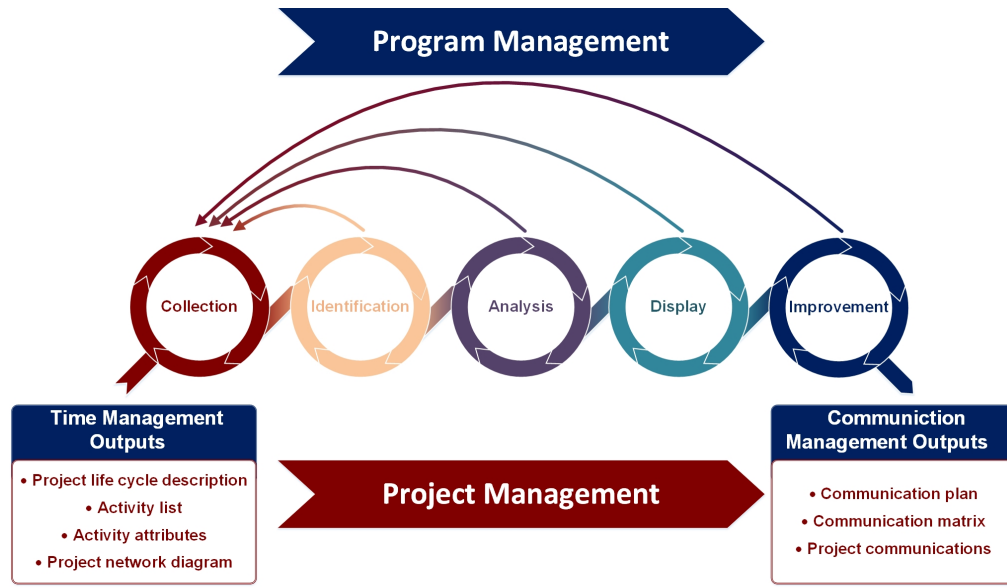 Program Management
Collection
Identification
Analysis
Display
Improvement
Time Management
Outputs
• Project life cycle description
• Activity list
• Activity attributes
• Project network diagram
Project Management
Communiction
Management Outputs
• Communication plan
• Communication matrix
• Project communications